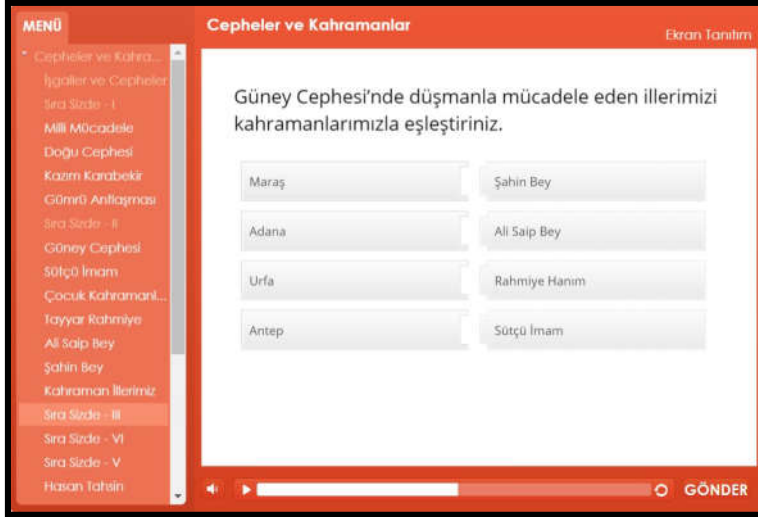 MENÜ
Cepheler ve Kahramanlar
Ekran Tanıtım
Cepheler ve Kahra...
İşgaller ve Cepheler
Sıra Sizde - I
Milli Mücadele
Doğu Cephesi
Kazım Karabekir
Gümrü Antlaşması
Sıra Sizde - II
Güney Cephesi
Sütçü İmam
Çocuk Kahramanl...
Tayyar Rahmiye
Ali Saip Bey
Şahin Bey
Kahraman İllerimiz
Sıra Sizde - III
Sıra Sizde - VI
Sıra Sizde - V
Hasan Tahsin
Güney Cephesi’nde düşmanla mücadele eden illerimizi
kahramanlarımızla eşleştiriniz.
Maraş
Şahin Bey
Adana
Ali Saip Bey
Urfa
Rahmiye Hanım
Antep
Sütçü İmam
GÖNDER